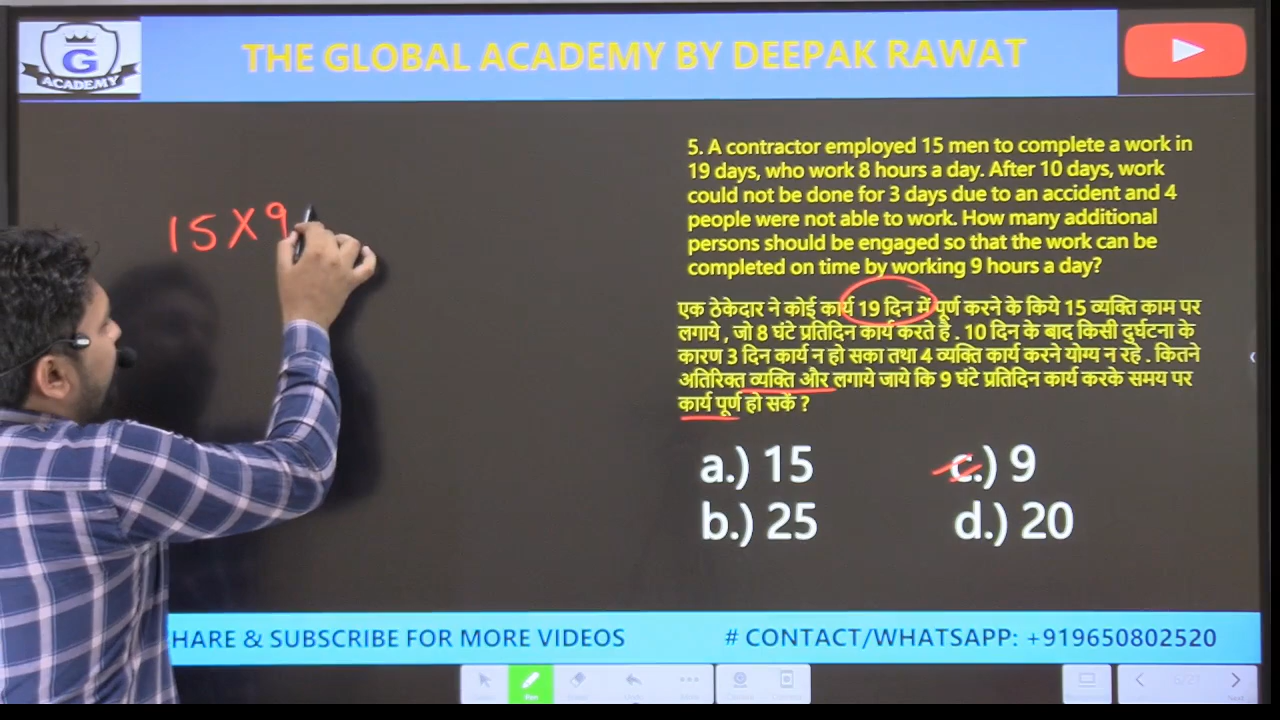 G
ACADEMY
THE GLOBAL ACADEMY BY DEEPAK RAWAT
15X9
5. A contractor employed 15 men to complete a work in
19 days, who work 8 hours a day. After 10 days, work
could not be done for 3 days due to an accident and 4
people were not able to work. How many additional
persons should be engaged so that the work can be
completed on time by working 9 hours a day?
एक ठेकेदार ने कोई कार्य 19 दिन में पूर्ण करने के किये 15 व्यक्ति काम पर
लगाये , जो 8 घंटे प्रतिदिन कार्य करते है . 10 दिन के बाद किसी दुर्घटना के
कारण 3 दिन कार्य न हो सका तथा 4 व्यक्ति कार्य करने योग्य न रहे . कितने
अतिरिक्त व्यक्ति और लगाये जाये कि 9 घंटे प्रतिदिन कार्य करके समय पर
कार्य पूर्ण हो सकें ?
a.) 15
c.) 9
b.) 25
d.) 20
HARE & SUBSCRIBE FOR MORE VIDEOS
# CONTACT/WHATSAPP: +919650802520